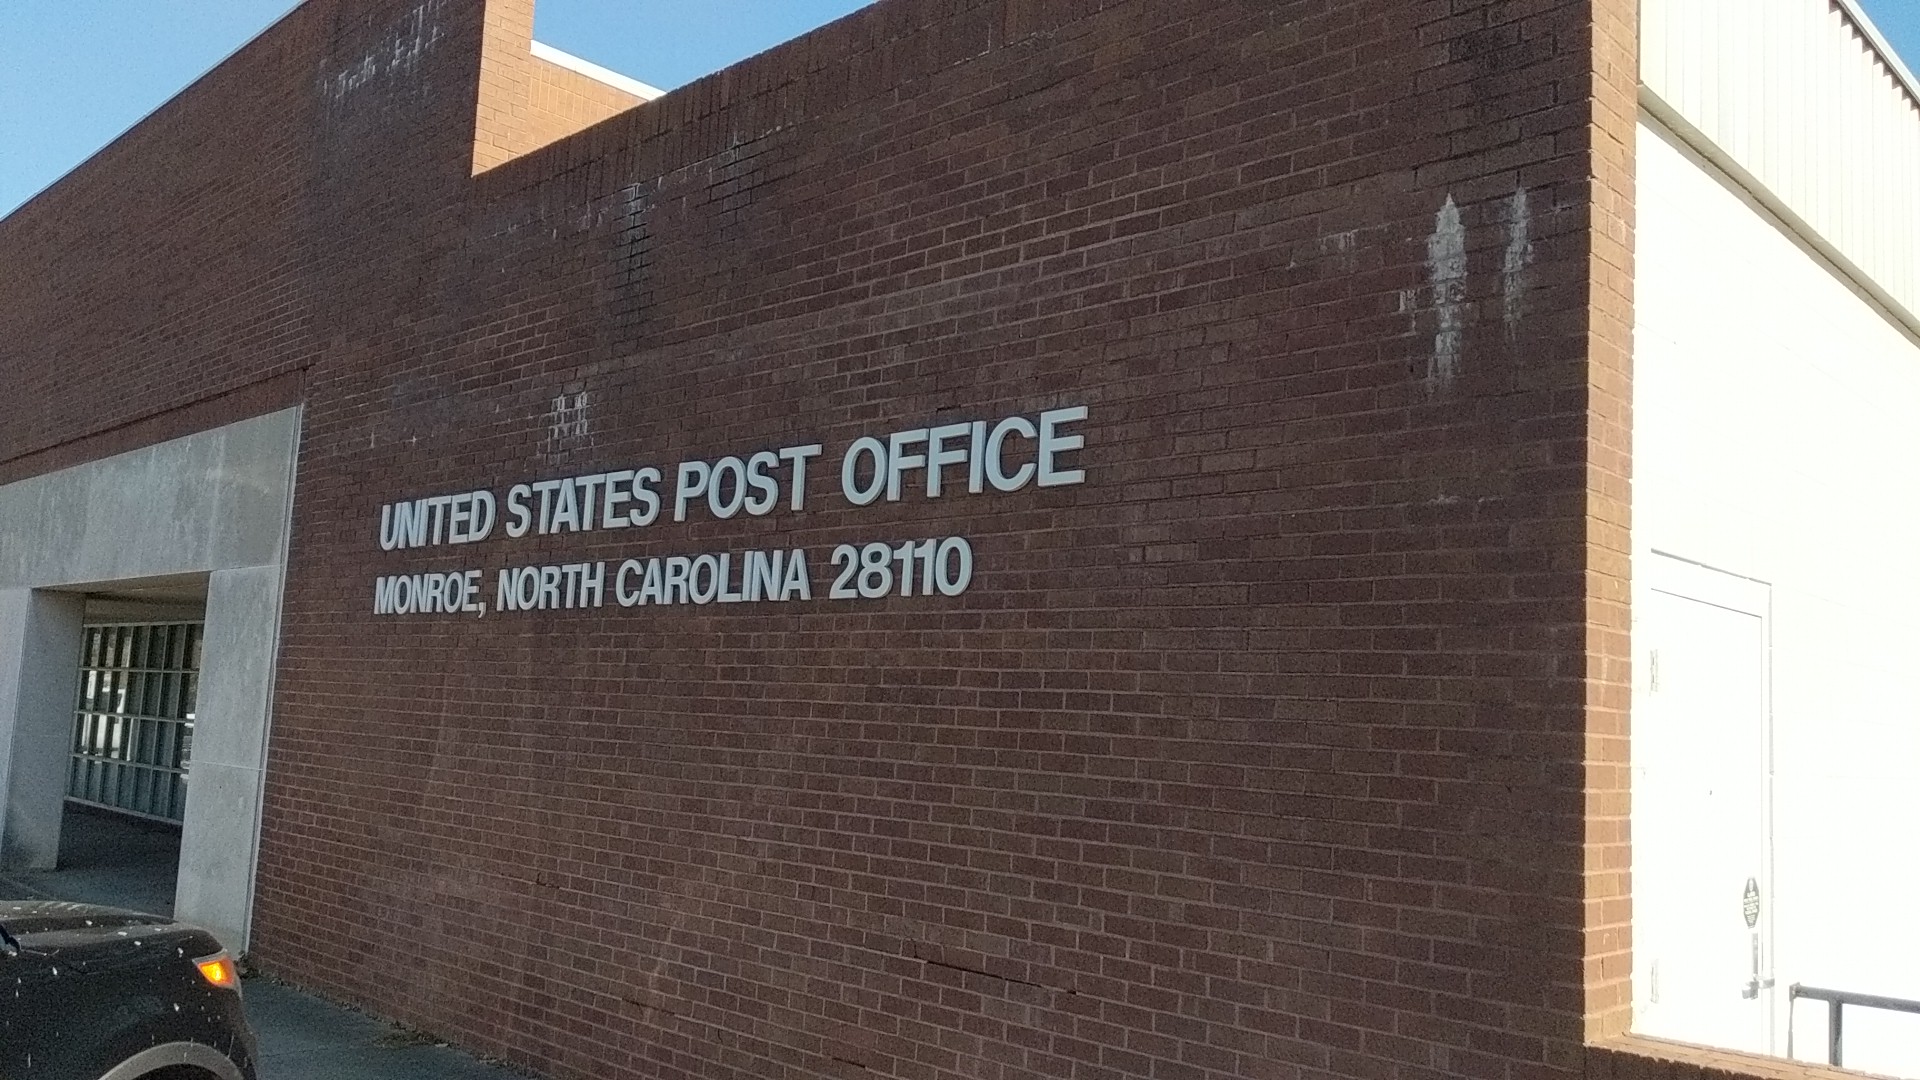 UNITED STATES POST OFFICE
MONROE, NORTH CAROLINA 28110